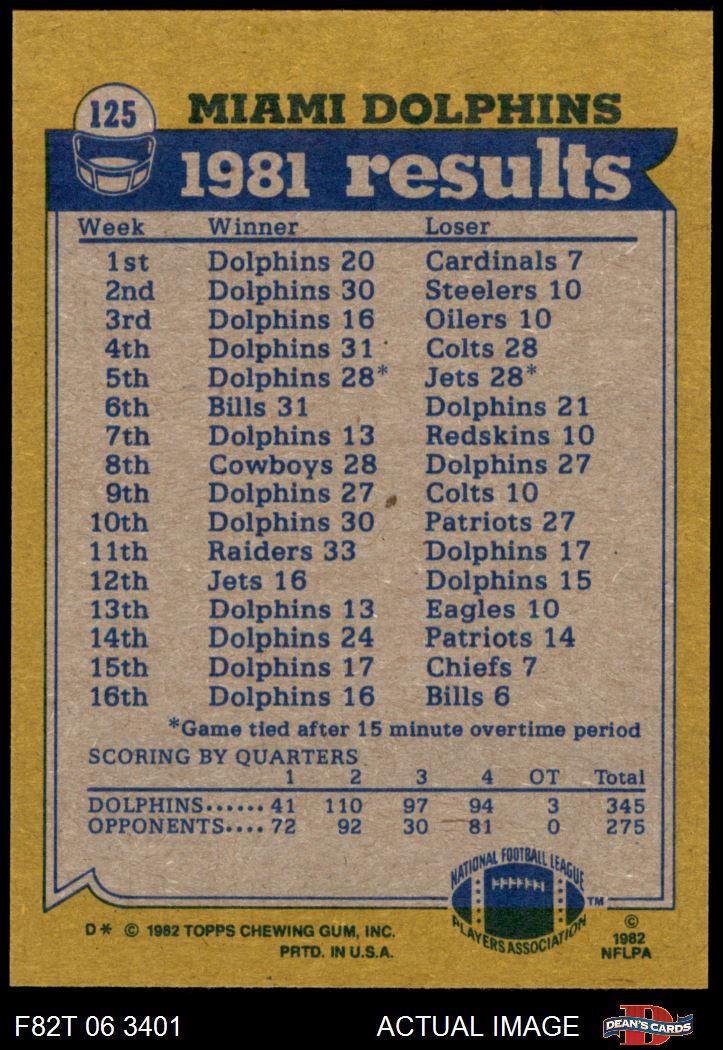 125 MIAMI DOLPHINS
1981 results
Week Winner Loser
1st Dolphins 20 Cardinals 7
2nd Dolphins 30 Steelers 10
3rd Dolphins 16 Oilers 10
4th Dolphins 31 Colts 28
5th Dolphins 28* Jets 28*
6th Bills 31 Dolphins 21
7th Dolphins 13 Redskins 10
8th Cowboys 28 Dolphins 27
9th Dolphins 27 Colts 10
10th Dolphins 30 Patriots 27
11th Raiders 33 Dolphins 17
12th Jets 16 Dolphins 15
13th Dolphins 13 Eagles 10
14th Dolphins 24 Patriots 14
15th Dolphins 17 Chiefs 7
16th Dolphins 16 Bills 6
*Game tied after 15 minute overtime period
SCORING BY QUARTERS
1 2 3 4 OT Total
DOLPHINS...... 41 110 97 94 3 345
OPPONENTS.... 72 92 30 81 0 275
NATIONAL FOOTBALL LEAGUE
PLAYERS ASSOCIATION
TM
D* © 1982 TOPPS CHEWING GUM, INC.
PRTD. IN U.S.A.
©
1982
NFLPA
F82T 06 3401 ACTUAL IMAGE
D
DEAN'S CARDS